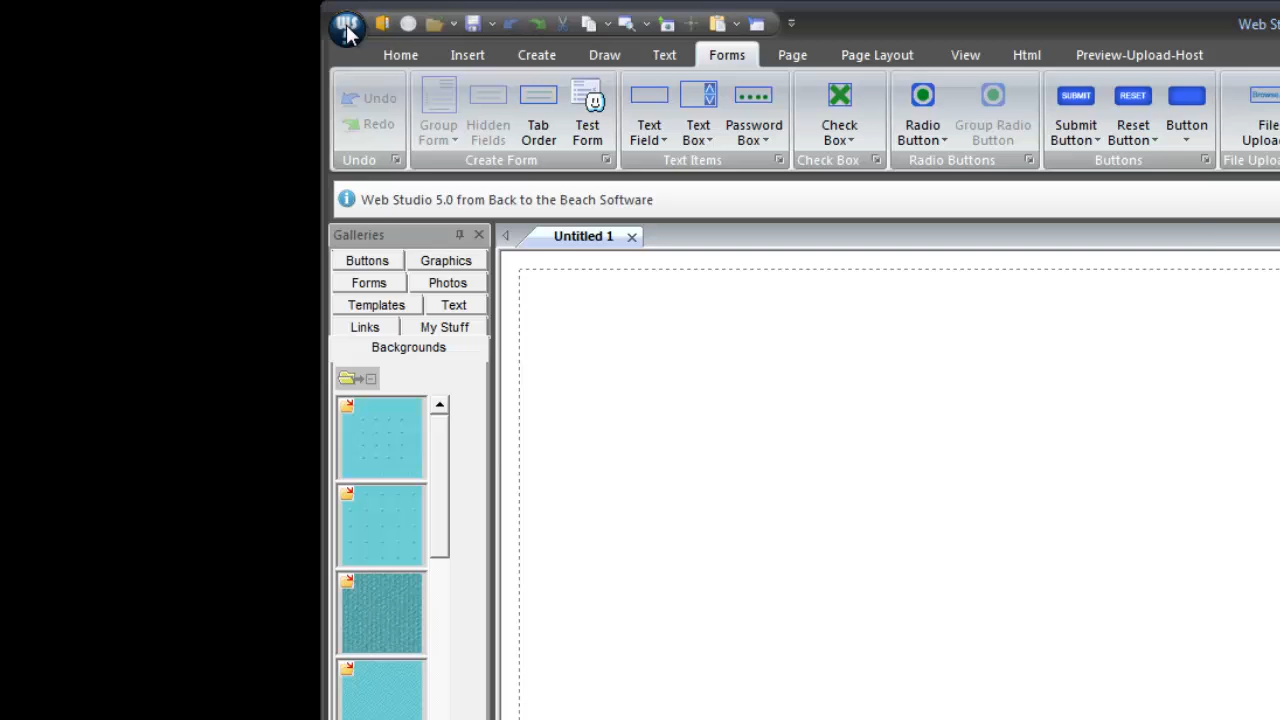 WS
Web St
Home Insert Create Draw Text Forms Page Page Layout View Html Preview-Upload-Host
Undo
Redo
Undo
Group Form
Hidden Fields
Tab Order
Test Form
Create Form
Text Field
Text Box
Password Box
Text Items
Check Box
Check Box
Radio Button
Group Radio Button
Radio Buttons
SUBMIT
Submit Button
RESET
Reset Button
Button
Buttons
Browse
File
Uploa
File Uploa
Web Studio 5.0 from Back to the Beach Software
Galleries
Untitled 1
Buttons Graphics
Forms Photos
Templates Text
Links My Stuff
Backgrounds